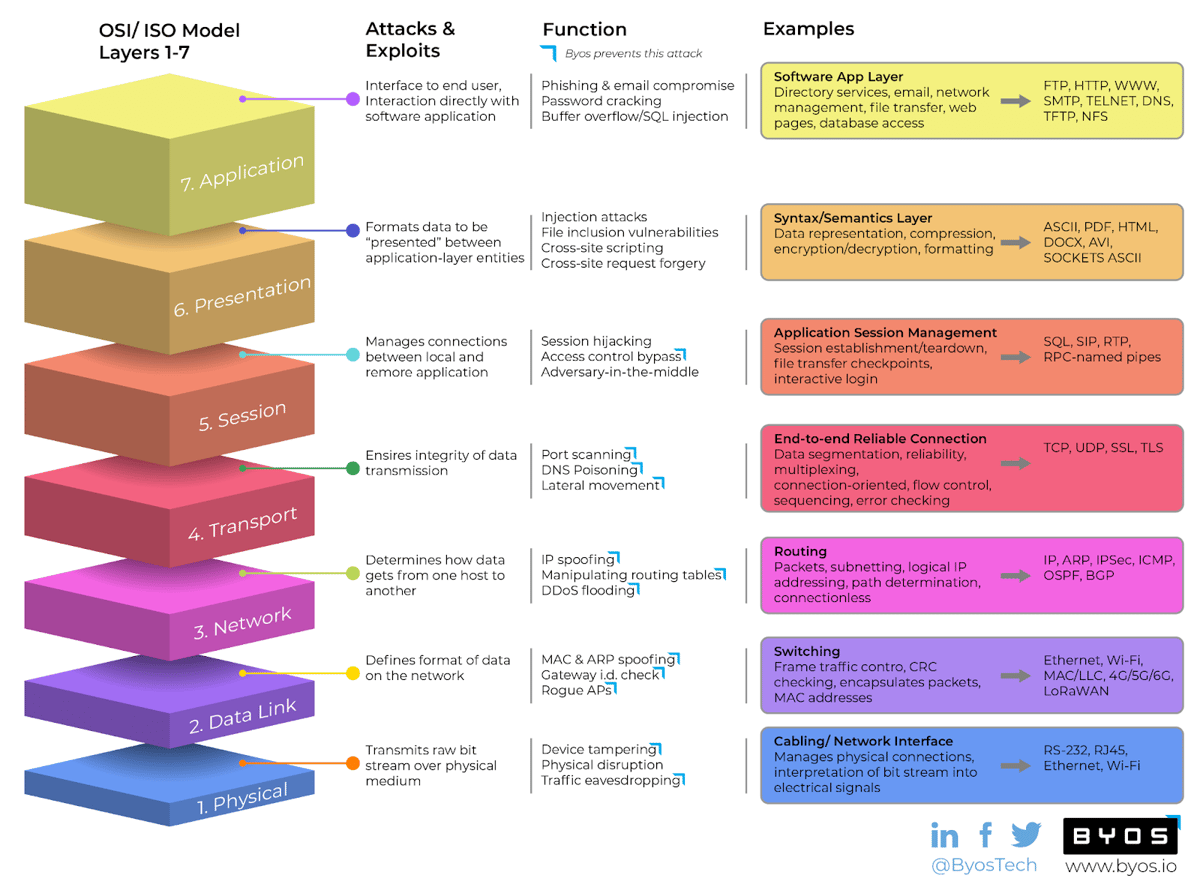 OSI/ ISO Model
Layers 1-7
Attacks &
Exploits
Function
Byos prevents this attack
Examples
7. Application
Interface to end user,
Interaction directly with
software application
Phishing & email compromise
Password cracking
Buffer overflow/SQL injection
Software App Layer
Directory services, email, network
management, file transfer, web
pages, database access
FTP, HTTP, WWW,
SMTP, TELNET, DNS,
TFTP, NFS
6. Presentation
Formats data to be
“presented” between
application-layer entities
Injection attacks
File inclusion vulnerabilities
Cross-site scripting
Cross-site request forgery
Syntax/Semantics Layer
Data representation, compression,
encryption/decryption, formatting
ASCII, PDF, HTML,
DOCX, AVI,
SOCKETS ASCII
5. Session
Manages connections
between local and
remore application
Session hijacking
Access control bypass
Adversary-in-the-middle
Application Session Management
Session establishment/teardown,
file transfer checkpoints,
interactive login
SQL, SIP, RTP,
RPC-named pipes
4. Transport
Ensires integrity of data
transmission
Port scanning
DNS Poisoning
Lateral movement
End-to-end Reliable Connection
Data segmentation, reliability,
multiplexing,
connection-oriented, flow control,
sequencing, error checking
TCP, UDP, SSL, TLS
3. Network
Determines how data
gets from one host to
another
IP spoofing
Manipulating routing tables
DDoS flooding
Routing
Packets, subnetting, logical IP
addressing, path determination,
connectionless
IP, ARP, IPSec, ICMP,
OSPF, BGP
2. Data Link
Defines format of data
on the network
MAC & ARP spoofing
Gateway i.d. check
Rogue APs
Switching
Frame traffic contro, CRC
checking, encapsulates packets,
MAC addresses
Ethernet, Wi-Fi,
MAC/LLC, 4G/5G/6G,
LoRaWAN
1. Physical
Transmits raw bit
stream over physical
medium
Device tampering
Physical disruption
Traffic eavesdropping
Cabling/ Network Interface
Manages physical connections,
interpretation of bit stream into
electrical signals
RS-232, RJ45,
Ethernet, Wi-Fi
in f
BYOS
@ByosTech
www.byos.io